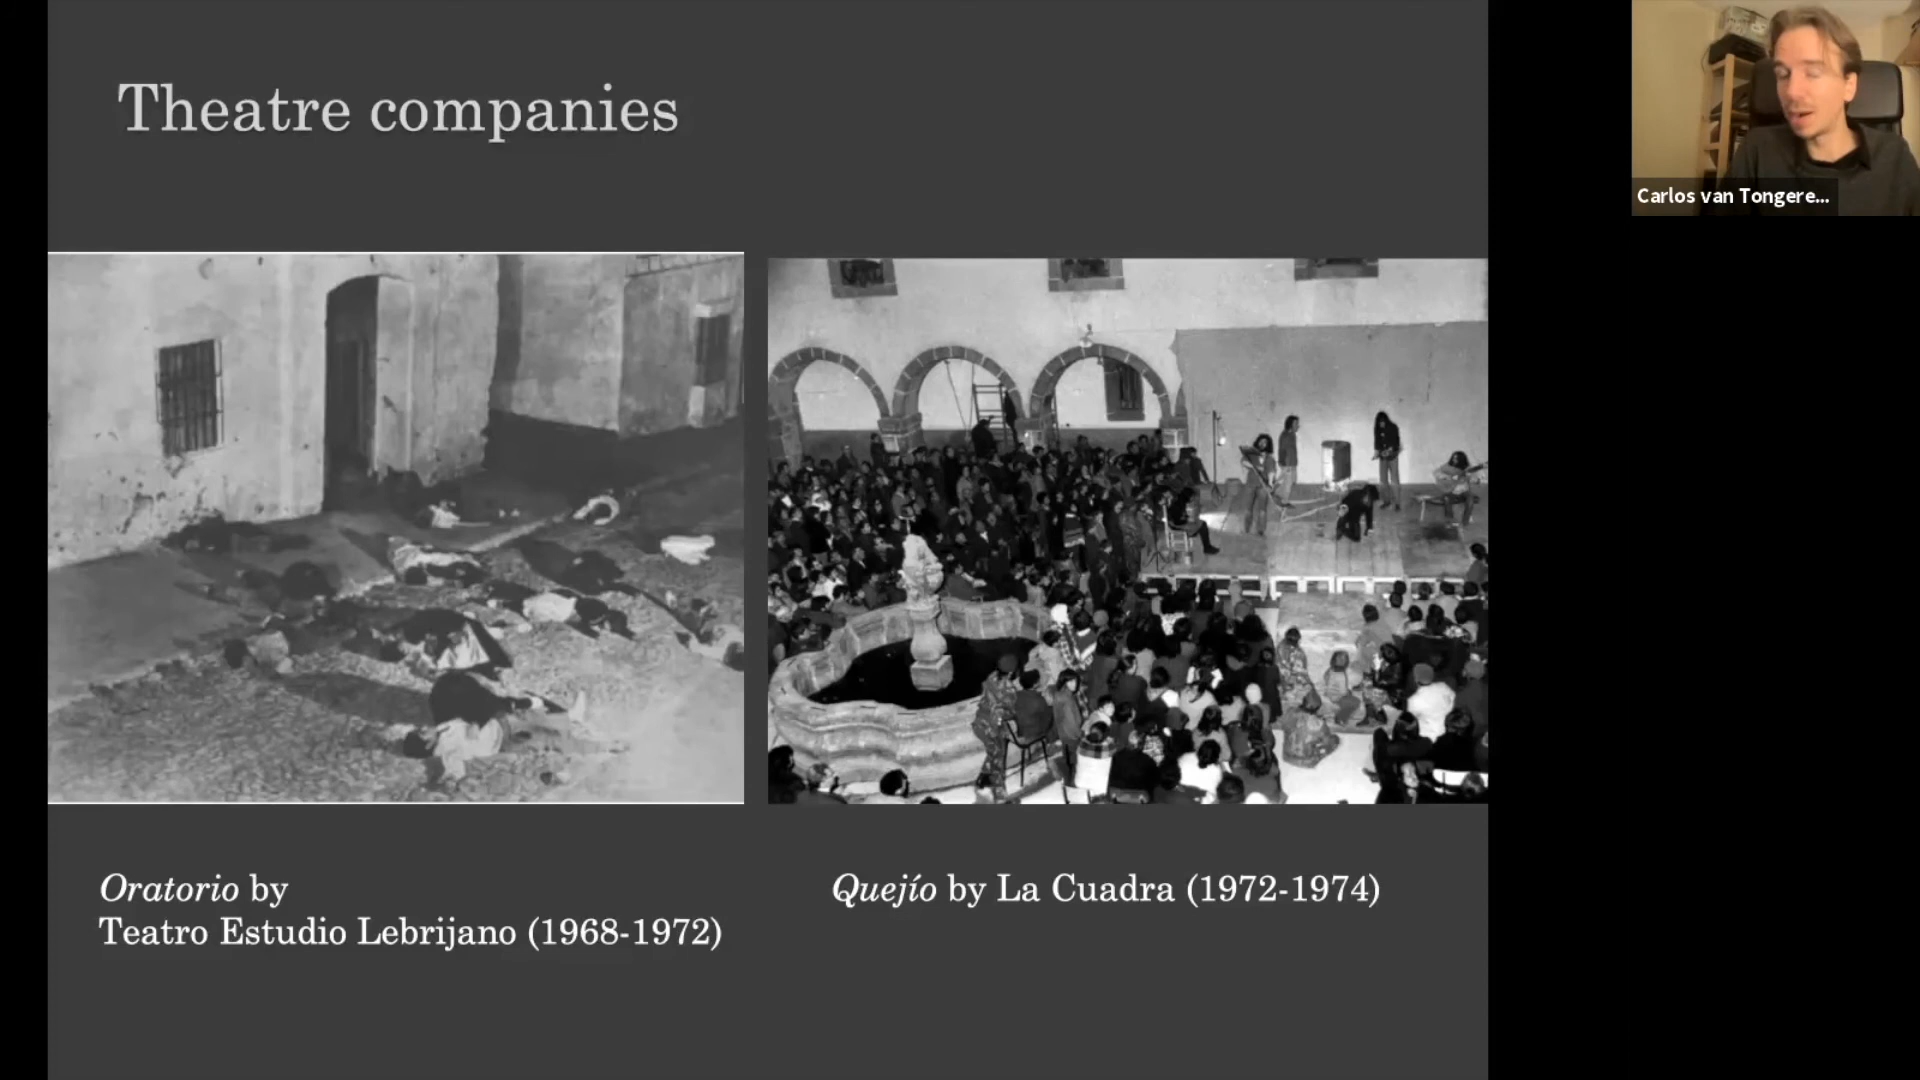 Theatre companies
Carlos van Tongere...
Oratorio by
Teatro Estudio Lebrijano (1968-1972)
Quejío by La Cuadra (1972-1974)